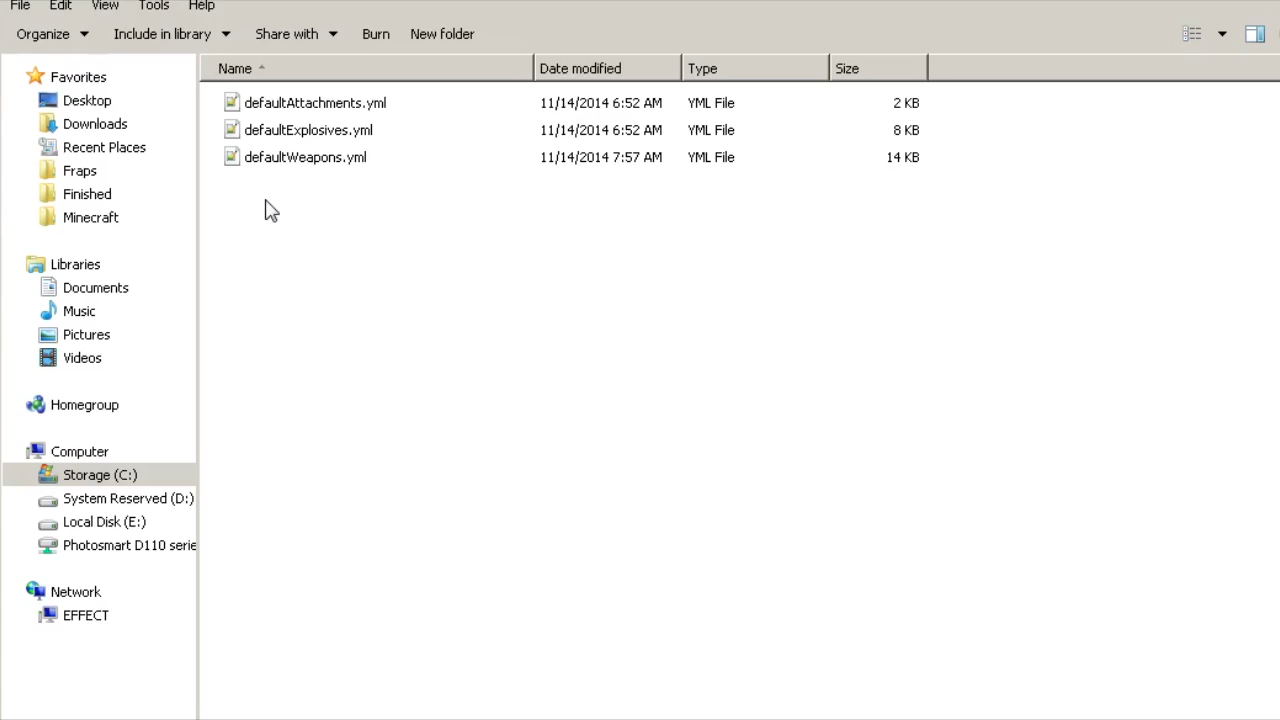 File Edit View Tools Help
Organize Include in library Share with Burn New folder
Name Date modified Type Size
defaultAttachments.yml 11/14/2014 6:52 AM YML File 2 KB
defaultExplosives.yml 11/14/2014 6:52 AM YML File 8 KB
defaultWeapons.yml 11/14/2014 7:57 AM YML File 14 KB
Favorites
Desktop
Downloads
Recent Places
Fraps
Finished
Minecraft
Libraries
Documents
Music
Pictures
Videos
Homegroup
Computer
Storage (C:)
System Reserved (D:)
Local Disk (E:)
Photosmart D110 serie
Network
EFFECT